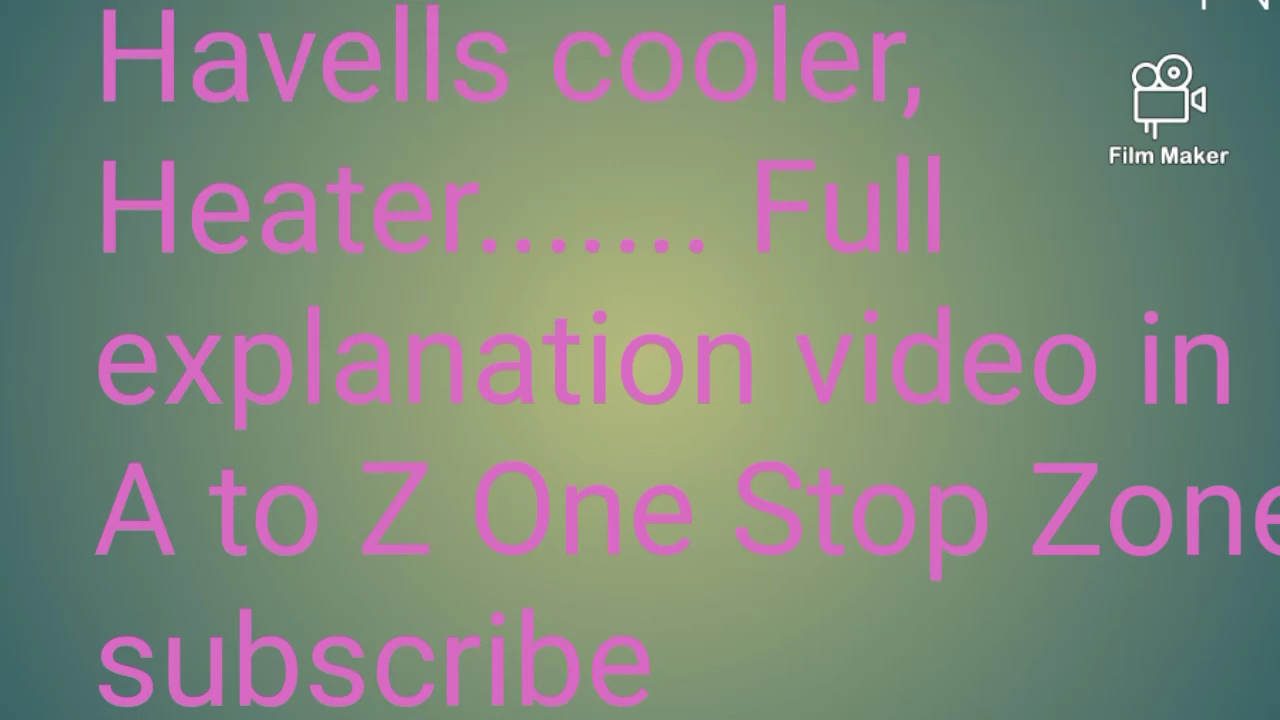 Havells cooler,
Film Maker
Heater....... Full
explanation video in
A to Z One Stop Zone
subscribe